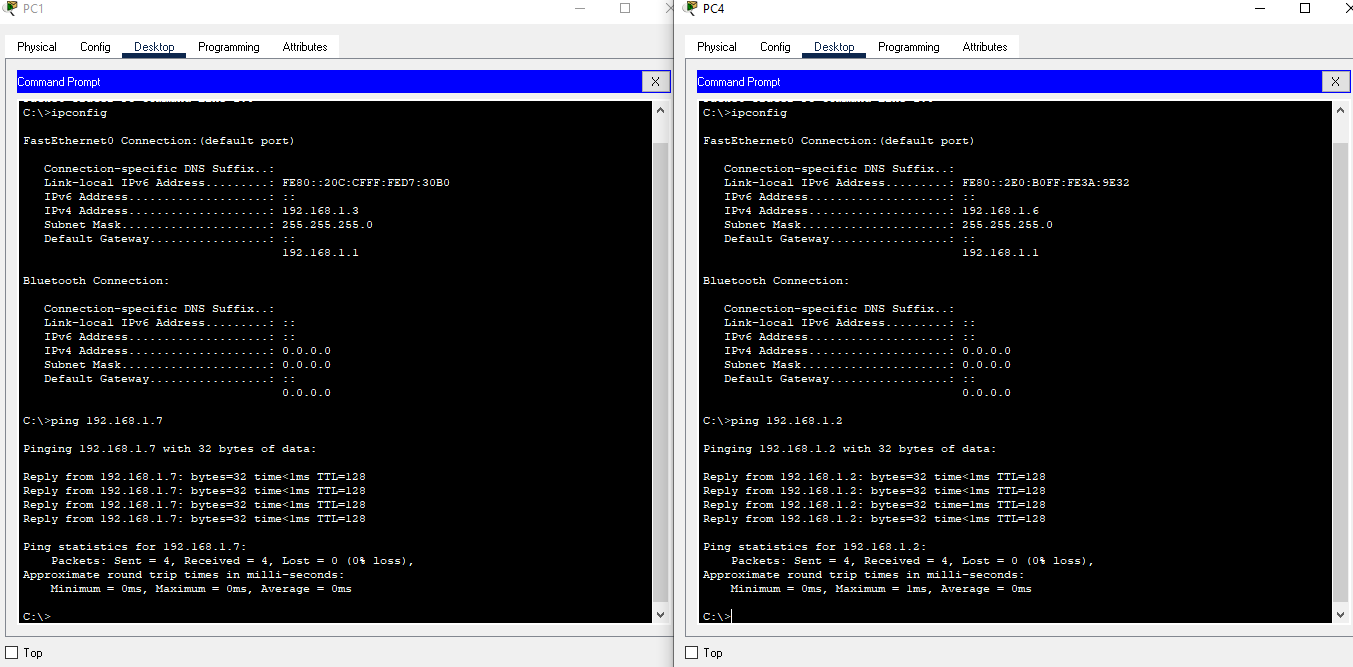 PC1
Physical Config Desktop Programming Attributes
Command Prompt
C:\>ipconfig
FastEthernet0 Connection:(default port)
Connection-specific DNS Suffix..:
Link-local IPv6 Address.........: FE80::20C:CFFF:FED7:30B0
IPv6 Address....................: ::
IPv4 Address....................: 192.168.1.3
Subnet Mask.....................: 255.255.255.0
Default Gateway.................: ::
192.168.1.1
Bluetooth Connection:
Connection-specific DNS Suffix..:
Link-local IPv6 Address.........: ::
IPv6 Address....................: ::
IPv4 Address....................: 0.0.0.0
Subnet Mask.....................: 0.0.0.0
Default Gateway.................: ::
0.0.0.0
C:\>ping 192.168.1.7
Pinging 192.168.1.7 with 32 bytes of data:
Reply from 192.168.1.7: bytes=32 time<1ms TTL=128
Reply from 192.168.1.7: bytes=32 time<1ms TTL=128
Reply from 192.168.1.7: bytes=32 time<1ms TTL=128
Reply from 192.168.1.7: bytes=32 time<1ms TTL=128
Ping statistics for 192.168.1.7:
Packets: Sent = 4, Received = 4, Lost = 0 (0% loss),
Approximate round trip times in milli-seconds:
Minimum = 0ms, Maximum = 0ms, Average = 0ms
C:\>
Top
PC4
Physical Config Desktop Programming Attributes
Command Prompt
C:\>ipconfig
FastEthernet0 Connection:(default port)
Connection-specific DNS Suffix..:
Link-local IPv6 Address.........: FE80::2E0:B0FF:FE3A:9E32
IPv6 Address....................: ::
IPv4 Address....................: 192.168.1.6
Subnet Mask.....................: 255.255.255.0
Default Gateway.................: ::
192.168.1.1
Bluetooth Connection:
Connection-specific DNS Suffix..:
Link-local IPv6 Address.........: ::
IPv6 Address....................: ::
IPv4 Address....................: 0.0.0.0
Subnet Mask.....................: 0.0.0.0
Default Gateway.................: ::
0.0.0.0
C:\>ping 192.168.1.2
Pinging 192.168.1.2 with 32 bytes of data:
Reply from 192.168.1.2: bytes=32 time<1ms TTL=128
Reply from 192.168.1.2: bytes=32 time<1ms TTL=128
Reply from 192.168.1.2: bytes=32 time=1ms TTL=128
Reply from 192.168.1.2: bytes=32 time<1ms TTL=128
Ping statistics for 192.168.1.2:
Packets: Sent = 4, Received = 4, Lost = 0 (0% loss),
Approximate round trip times in milli-seconds:
Minimum = 0ms, Maximum = 1ms, Average = 0ms
C:\>
Top